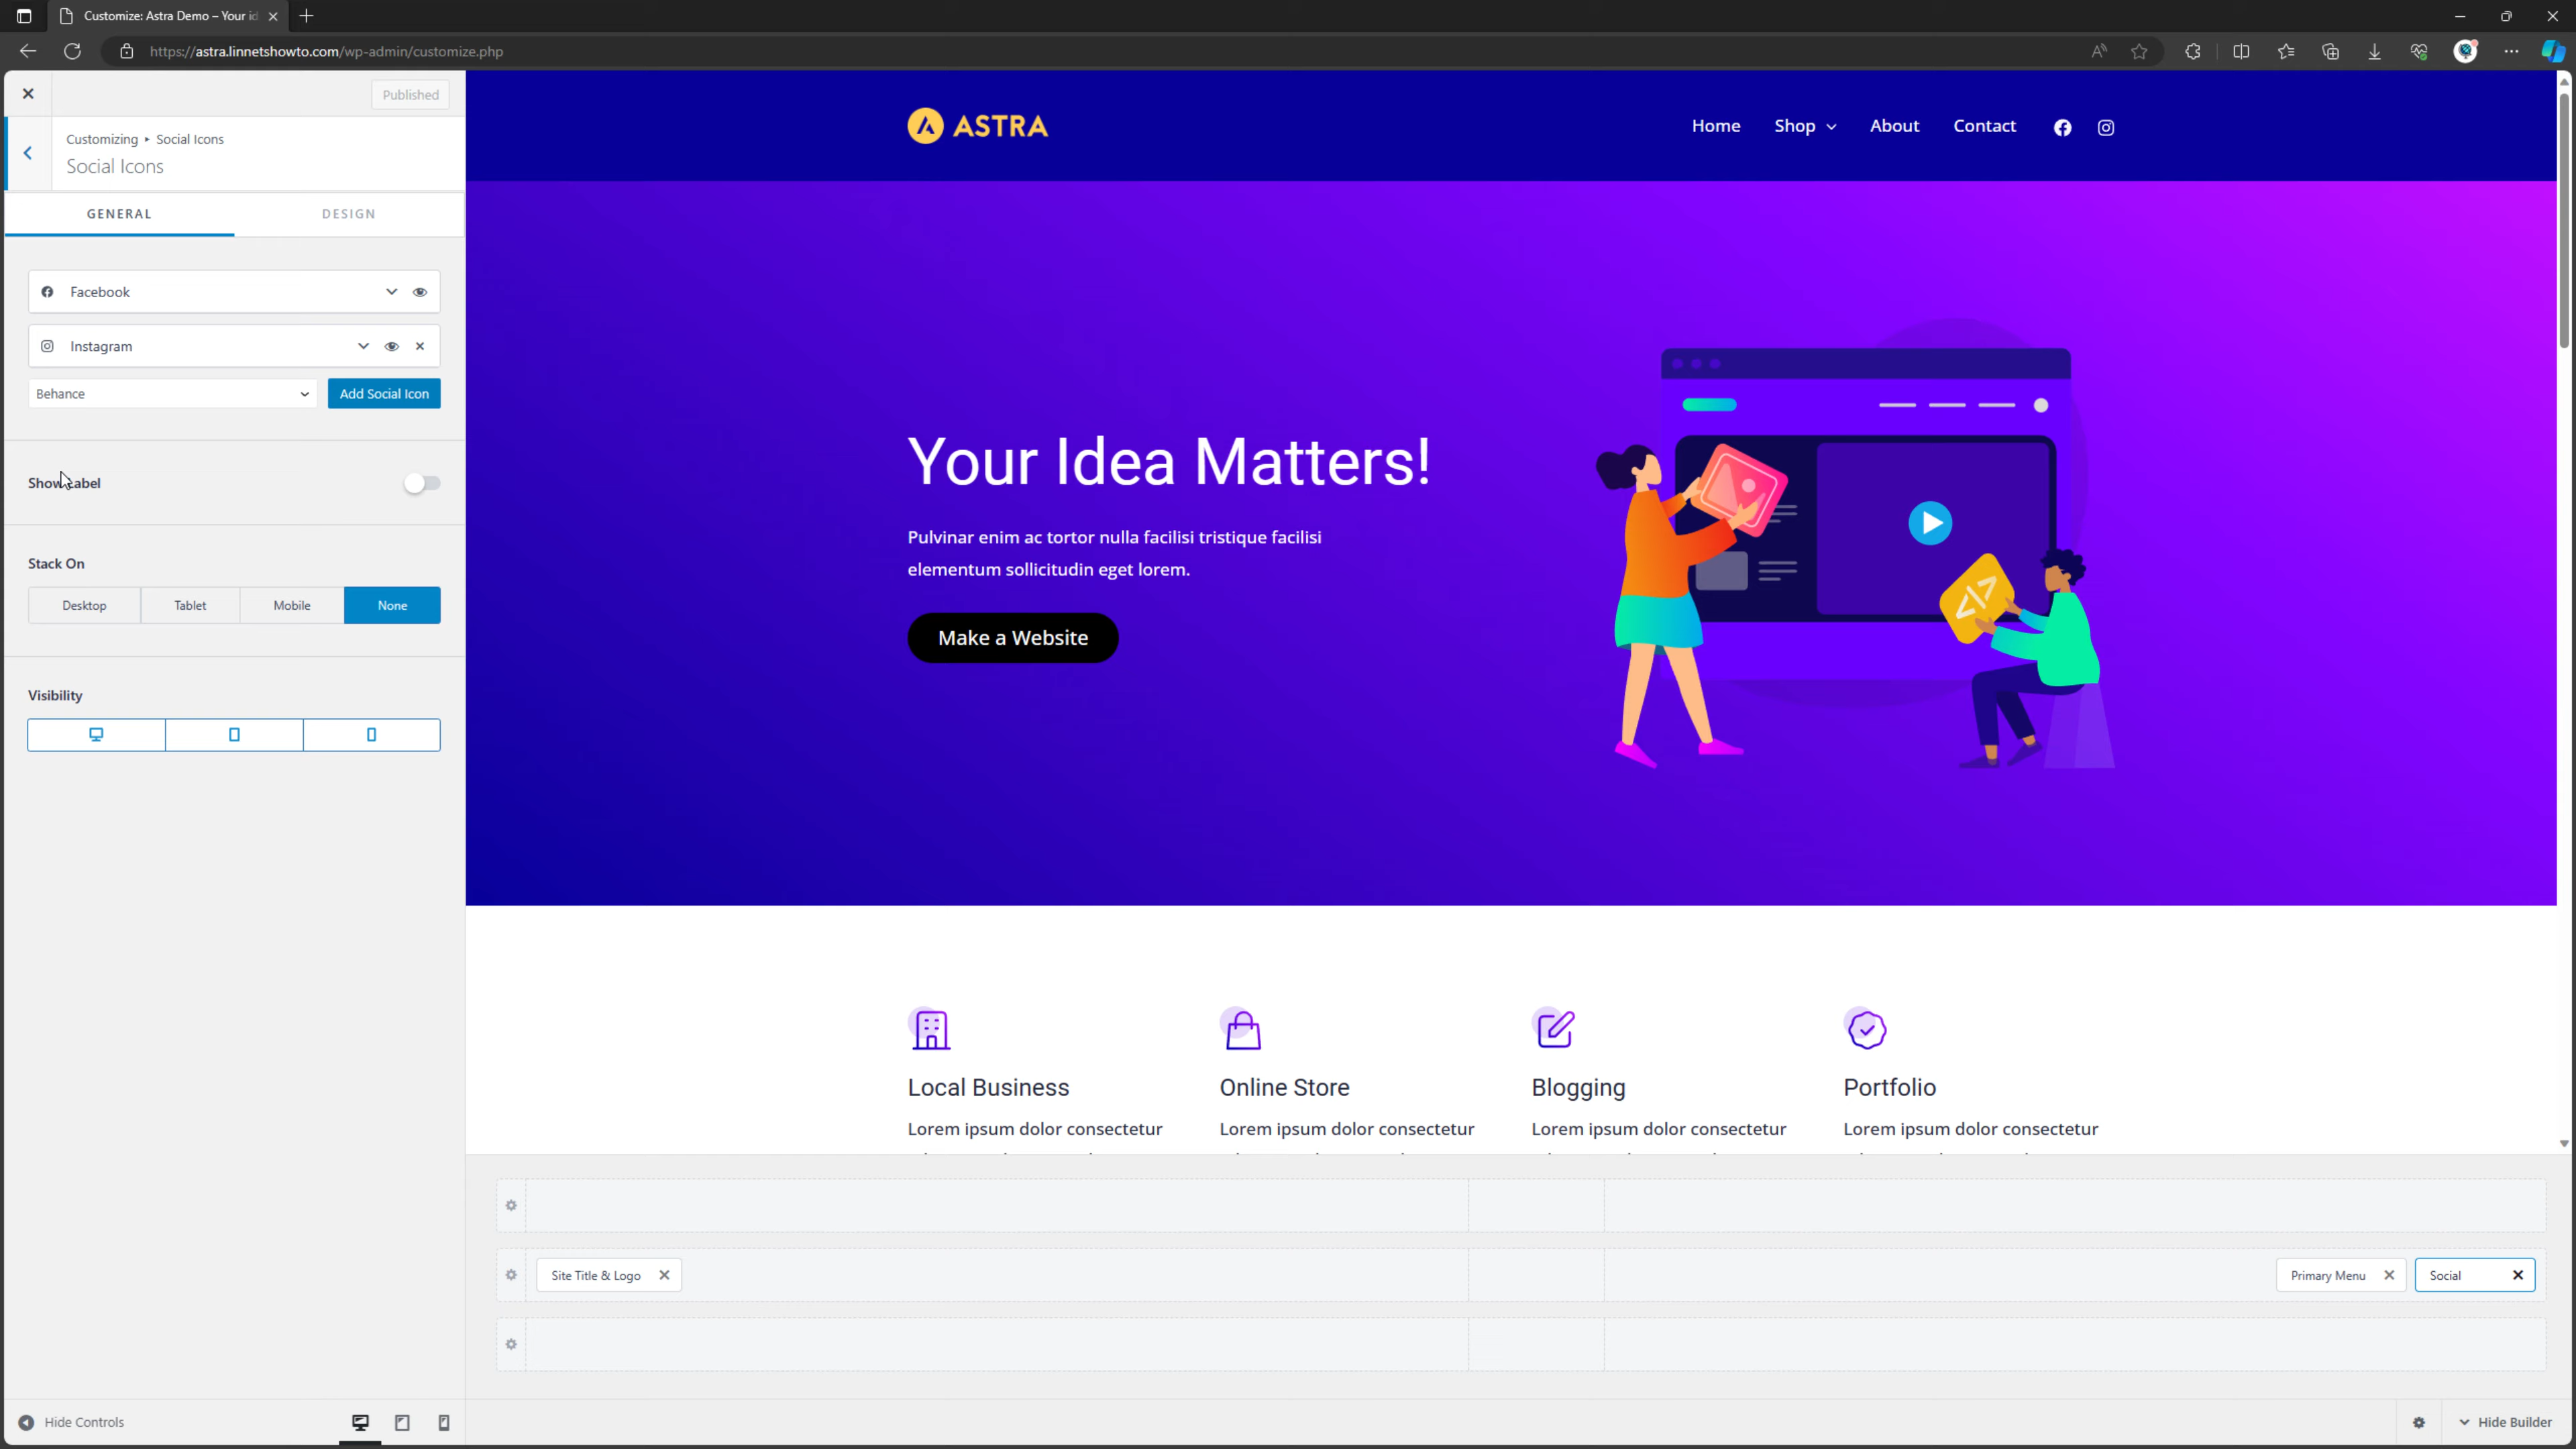 Customize: Astra Demo – Your id
https://astra.linnetshowto.com/wp-admin/customize.php
Published
Customizing ▸ Social Icons
Social Icons
GENERAL
DESIGN
Facebook
Instagram
Behance
Add Social Icon
Show Label
Stack On
Desktop
Tablet
Mobile
None
Visibility
Hide Controls
ASTRA
Home
Shop
About
Contact
Your Idea Matters!
Pulvinar enim ac tortor nulla facilisi tristique facilisi
elementum sollicitudin eget lorem.
Make a Website
Local Business
Online Store
Blogging
Portfolio
Lorem ipsum dolor consectetur
Lorem ipsum dolor consectetur
Lorem ipsum dolor consectetur
Lorem ipsum dolor consectetur
Site Title & Logo
Primary Menu
Social
Hide Builder